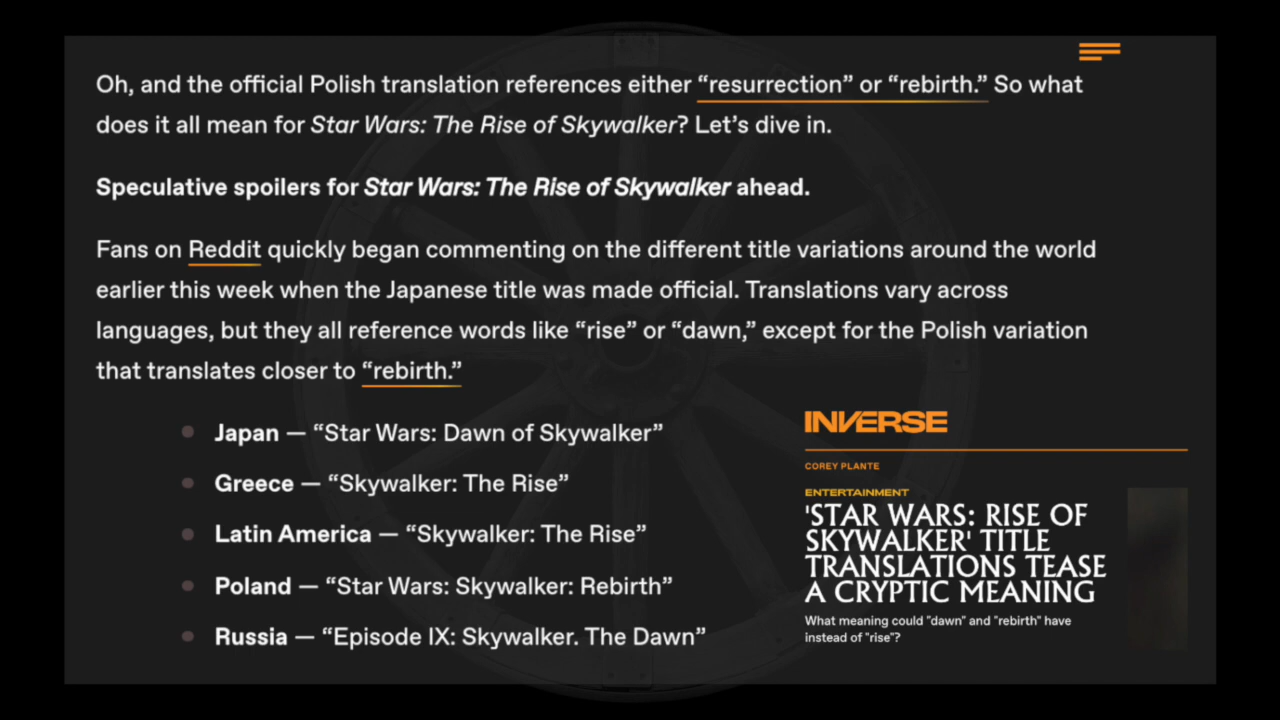 Oh, and the official Polish translation references either “resurrection” or “rebirth.” So what
does it all mean for Star Wars: The Rise of Skywalker? Let’s dive in.
Speculative spoilers for Star Wars: The Rise of Skywalker ahead.
Fans on Reddit quickly began commenting on the different title variations around the world
earlier this week when the Japanese title was made official. Translations vary across
languages, but they all reference words like “rise” or “dawn,” except for the Polish variation
that translates closer to “rebirth.”
Japan — “Star Wars: Dawn of Skywalker”
Greece — “Skywalker: The Rise”
Latin America — “Skywalker: The Rise”
Poland — “Star Wars: Skywalker: Rebirth”
Russia — “Episode IX: Skywalker. The Dawn”
INVERSE
COREY PLANTE
ENTERTAINMENT
'STAR WARS: RISE OF
SKYWALKER' TITLE
TRANSLATIONS TEASE
A CRYPTIC MEANING
What meaning could "dawn" and "rebirth" have
instead of "rise"?